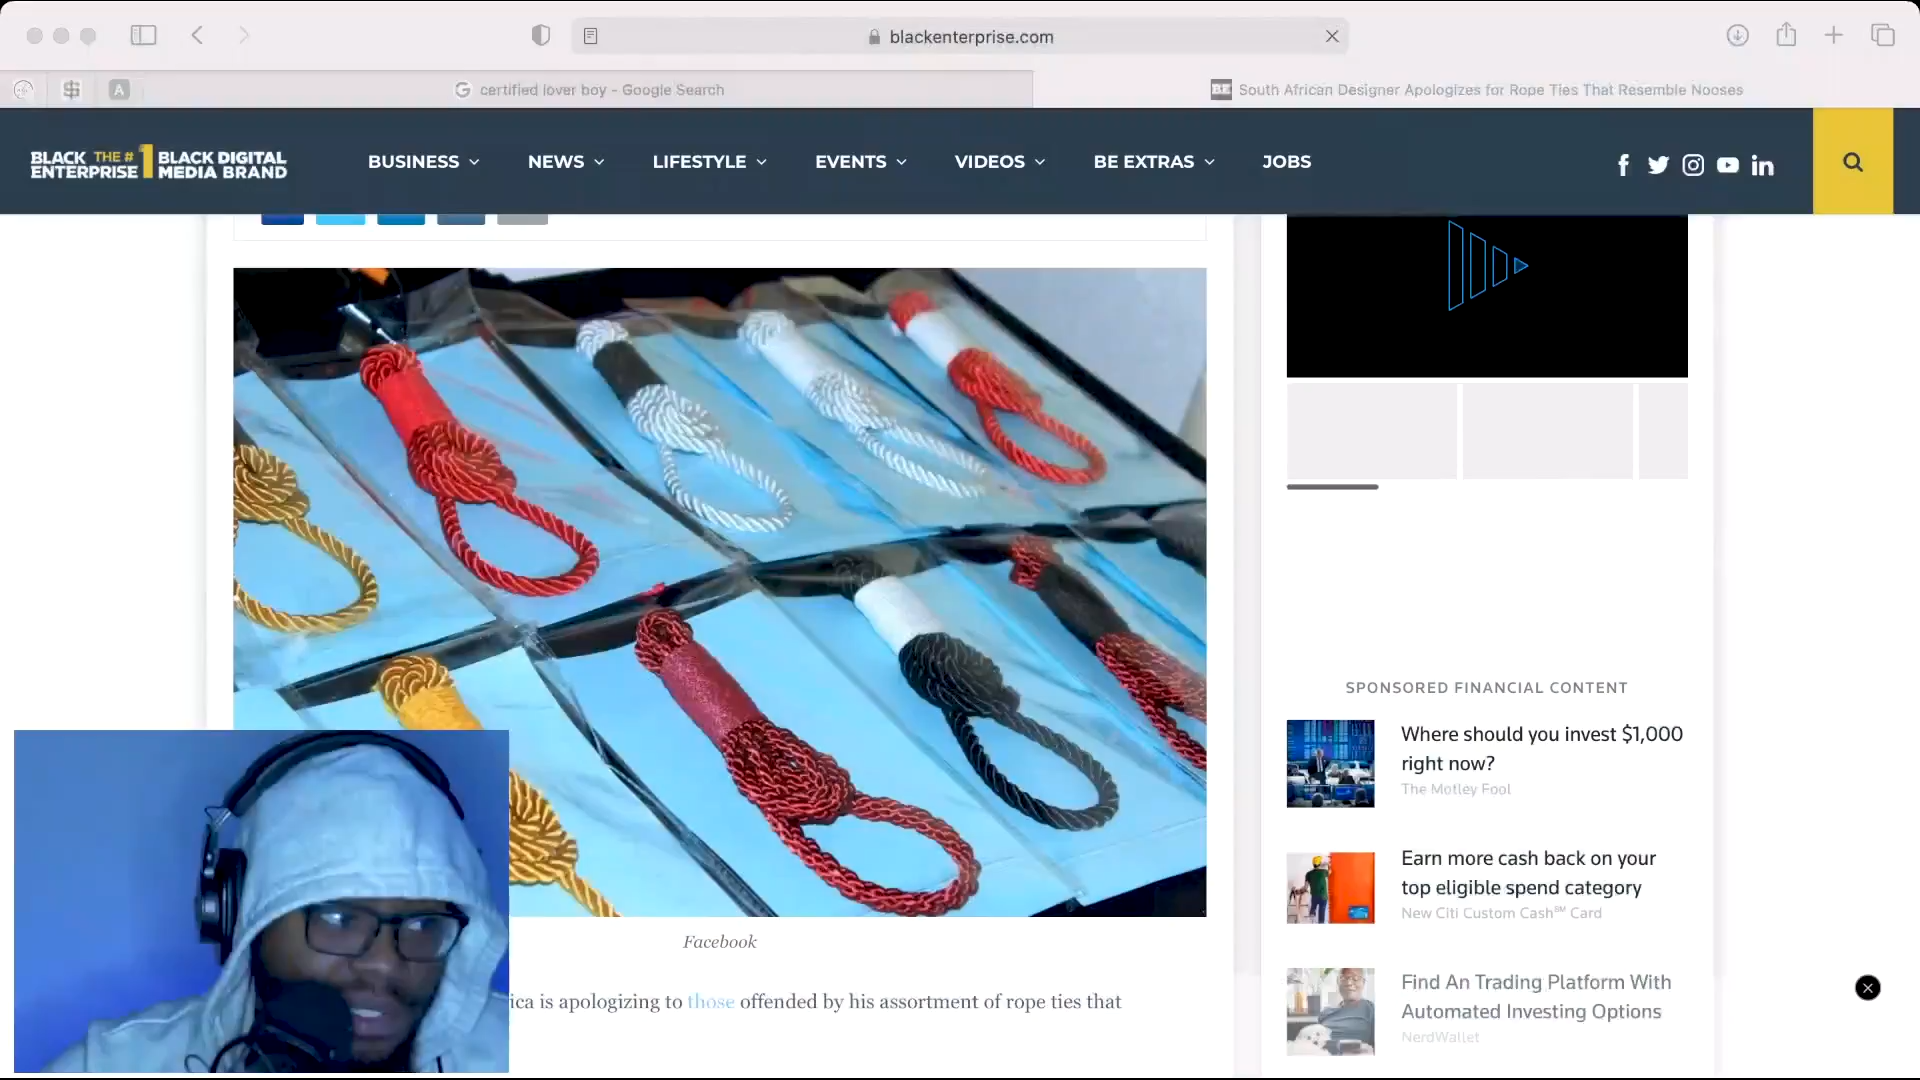 blackenterprise.com
A
certified lover boy - Google Search
BE South African Designer Apologizes for Rope Ties That Resemble Nooses
BLACK THE # 1 BLACK DIGITAL
ENTERPRISE MEDIA BRAND
BUSINESS NEWS LIFESTYLE EVENTS VIDEOS BE EXTRAS JOBS
Facebook
ica is apologizing to those offended by his assortment of rope ties that
SPONSORED FINANCIAL CONTENT
Where should you invest $1,000
right now?
The Motley Fool
Earn more cash back on your
top eligible spend category
New Citi Custom Cash℠ Card
Find An Trading Platform With
Automated Investing Options
NerdWallet